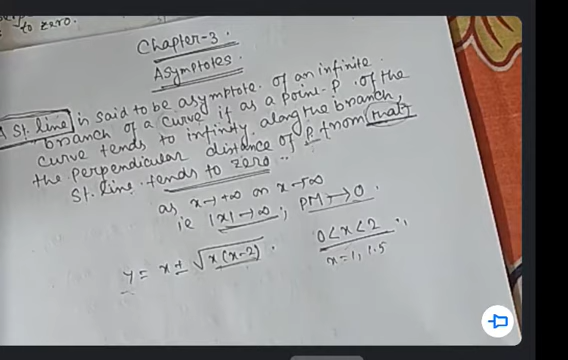 to zero.
Chapter-3
Asymptotes.
A St. line is said to be asymptote of an infinite
branch of a curve if as a point P of the
curve tends to infinity along the branch,
the perpendicular distance of P from that
St. line tends to zero.
as x→+∞ or x→-∞
ie |x|→∞, PM→0.
y = x ± √x(x-2).
0<x<2
x=1, 1.5